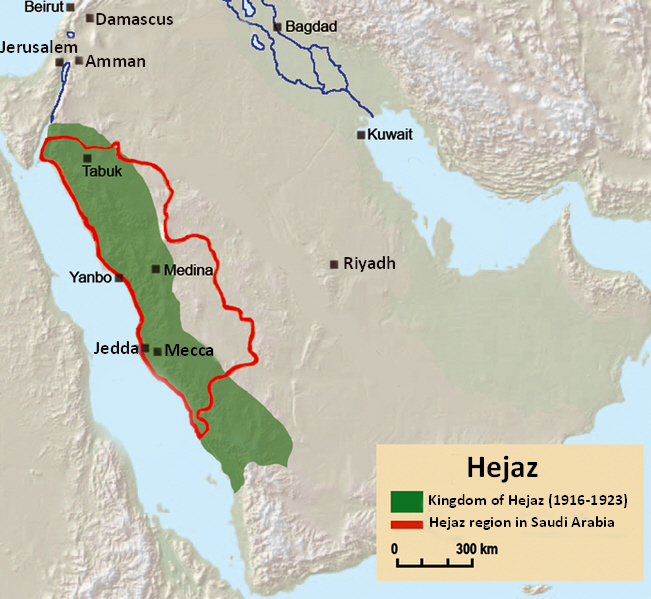 Beirut
Damascus
Bagdad
Jerusalem
Amman
Kuwait
Tabuk
Riyadh
Medina
Yanbo
Jedda
Mecca
Hejaz
Kingdom of Hejaz (1916-1923)
Hejaz region in Saudi Arabia
0 300 km